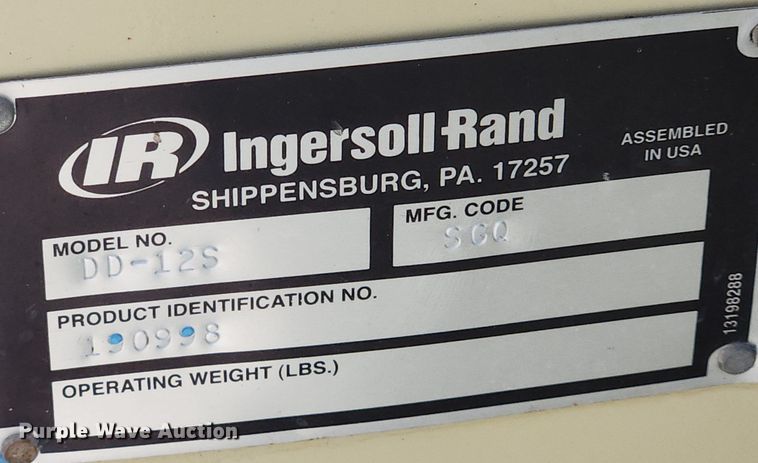 IR Ingersoll-Rand
SHIPPENSBURG, PA. 17257
ASSEMBLED
IN USA
MODEL NO.
DD-12S
MFG. CODE
SGQ
PRODUCT IDENTIFICATION NO.
190998
OPERATING WEIGHT (LBS.)
13198288
Purple Wave Auction